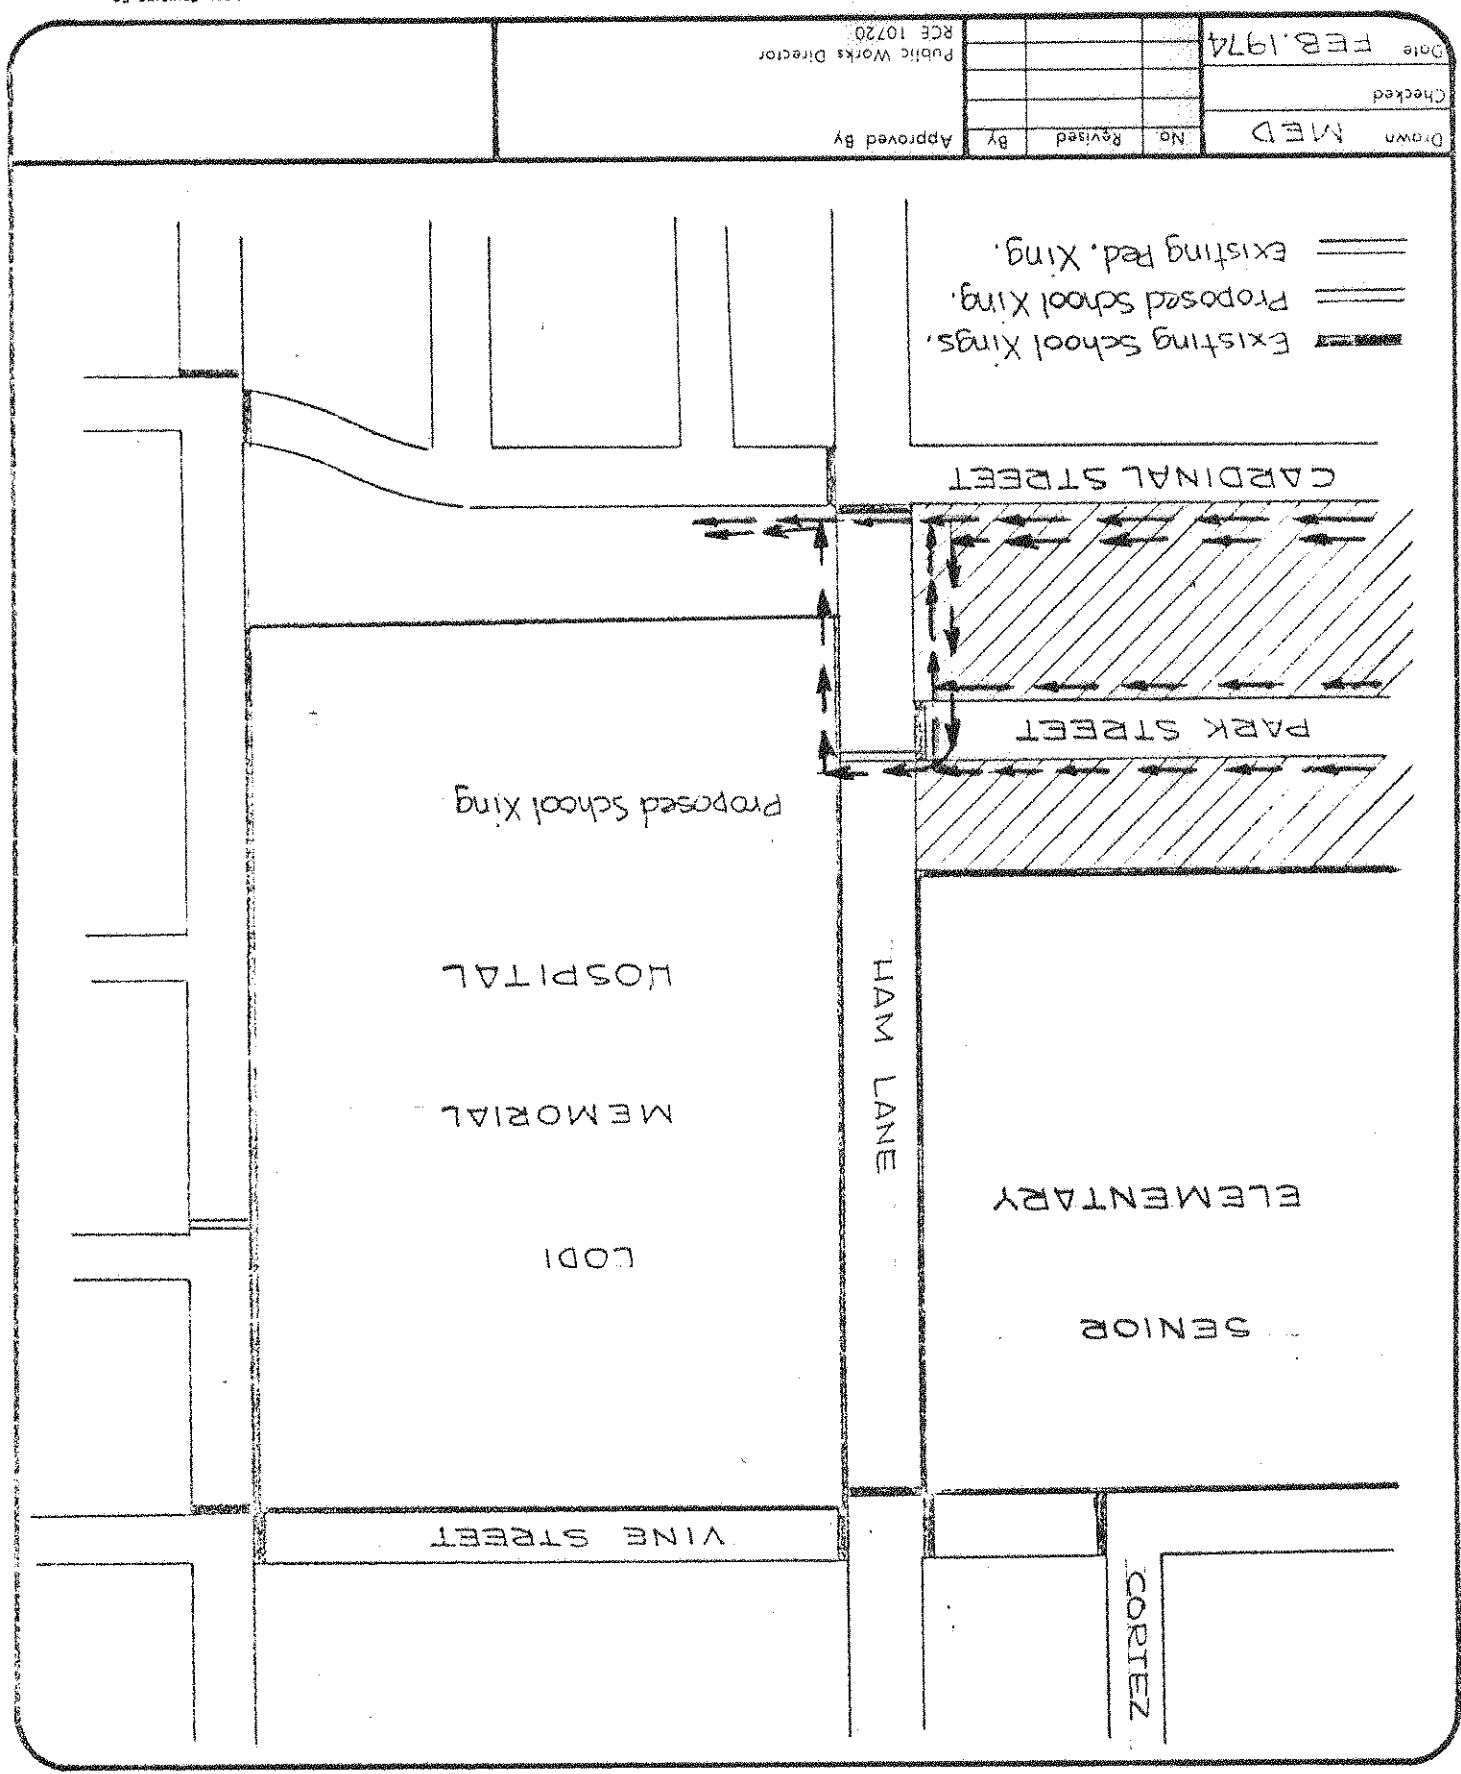 CORTEZ
VINE STREET
SENIOR
ELEMENTARY
LODI
MEMORIAL
HOSPITAL
HAM LANE
Proposed School Xing
PARK STREET
CARDINAL STREET
Existing School Xings.
Proposed School Xing.
Existing Ped. Xing.
Drawn MED
Checked
Date FEB. 1974
No. Revised By
Approved By
Public Works Director
RCE 10720